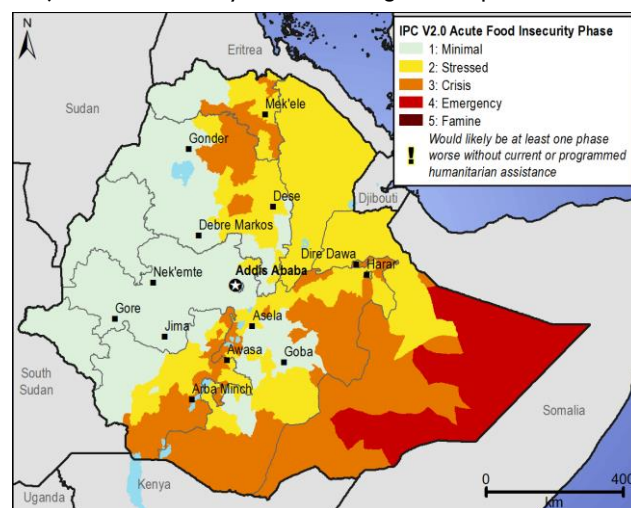 N
Eritrea
Sudan
Mek'ele
Gonder
Dese
Djibouti
Debre Markos
Dire Dawa
Harar
Nek'emte
Addis Ababa
Gore
Asela
Jima
Awasa
Goba
South
Sudan
Arba Minch
Somalia
Kenya
Uganda
IPC V2.0 Acute Food Insecurity Phase
1: Minimal
2: Stressed
3: Crisis
4: Emergency
5: Famine
! Would likely be at least one phase
worse without current or programmed
humanitarian assistance
0 400
km